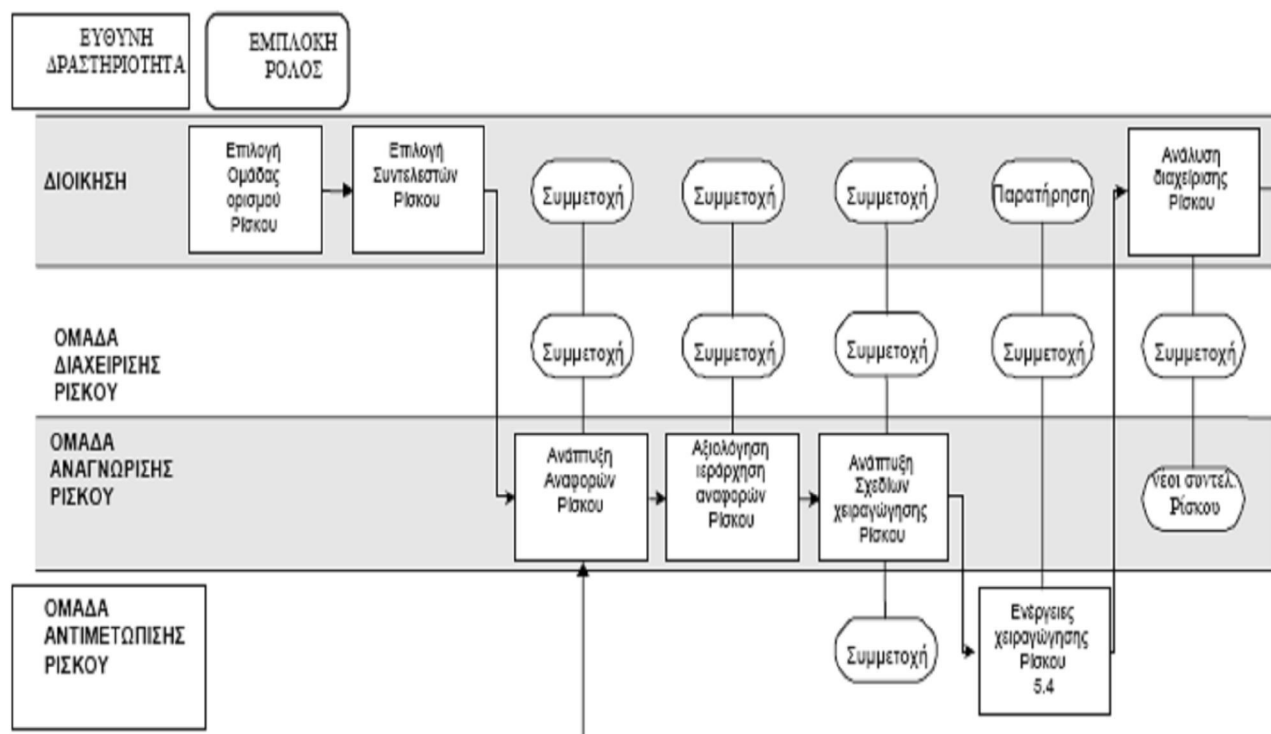 ΕΥΘΥΝΗ
ΔΡΑΣΤΗΡΙΟΤΗΤΑ
ΕΜΠΛΟΚΗ
ΡΟΛΟΣ
ΔΙΟΙΚΗΣΗ
Επιλογή
Ομάδας
ορισμού
Ρίσκου
Επιλογή
Συντελεστών
Ρίσκου
Συμμετοχή
Συμμετοχή
Συμμετοχή
Παρατήρηση
Ανάλυση
διαχείρισης
Ρίσκου
ΟΜΑΔΑ
ΔΙΑΧΕΙΡΙΣΗΣ
ΡΙΣΚΟΥ
Συμμετοχή
Συμμετοχή
Συμμετοχή
Συμμετοχή
Συμμετοχή
ΟΜΑΔΑ
ΑΝΑΓΝΩΡΙΣΗΣ
ΡΙΣΚΟΥ
Ανάπτυξη
Αναφορών
Ρίσκου
Αξιολόγηση
ιεράρχηση
αναφορών
Ρίσκου
Ανάπτυξη
Σχεδίων
χειραγώγησης
Ρίσκου
νέοι συντελ.
Ρίσκου
ΟΜΑΔΑ
ΑΝΤΙΜΕΤΩΠΙΣΗΣ
ΡΙΣΚΟΥ
Συμμετοχή
Ενέργειες
χειραγώγησης
Ρίσκου
5.4